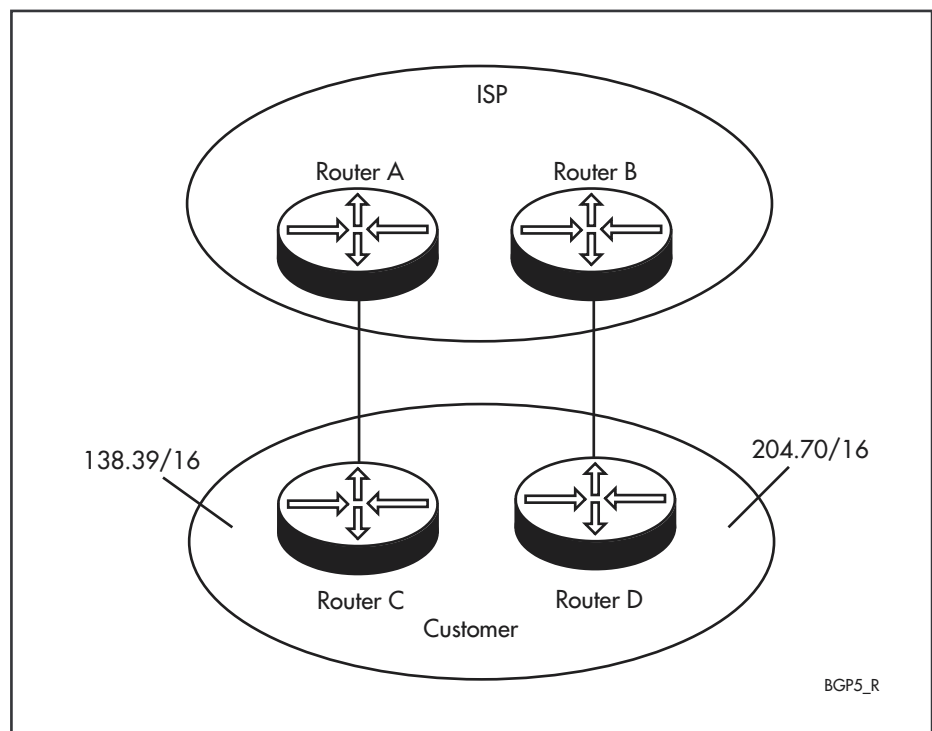 ISP
Router A
Router B
138.39/16
204.70/16
Router C
Router D
Customer
BGP5_R